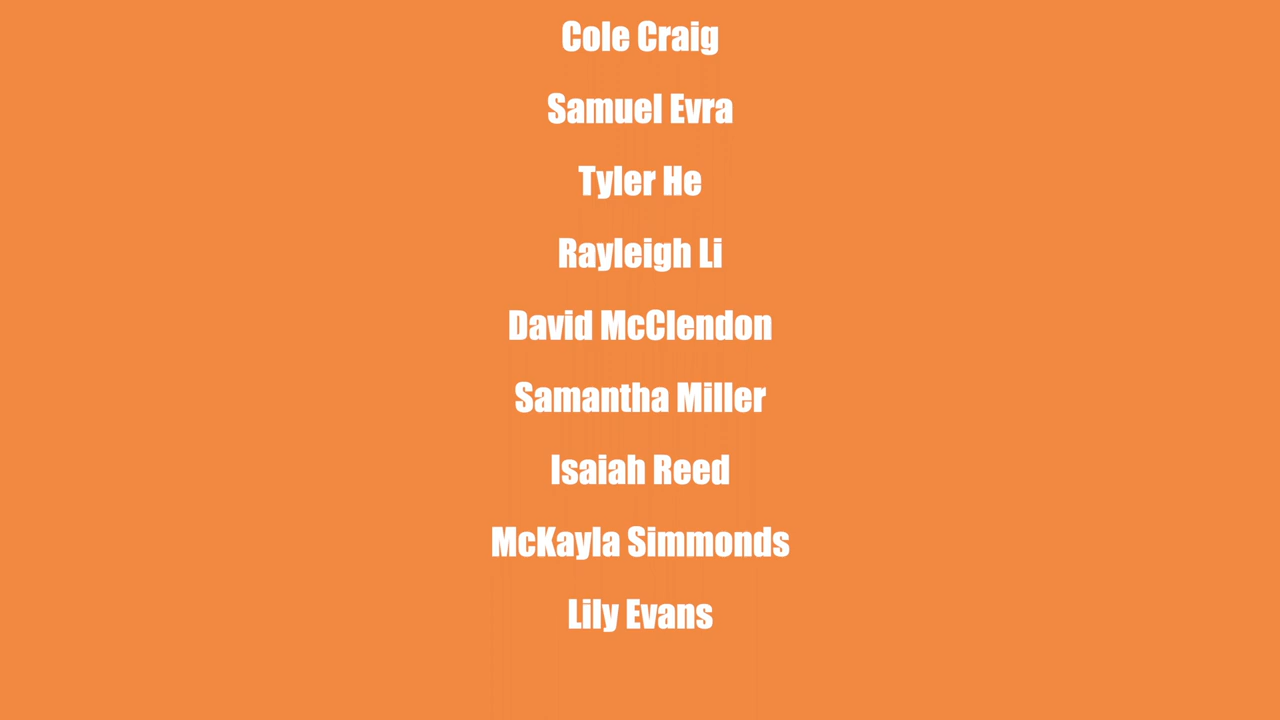 Cole Craig
Samuel Evra
Tyler He
Rayleigh Li
David McClendon
Samantha Miller
Isaiah Reed
McKayla Simmonds
Lily Evans